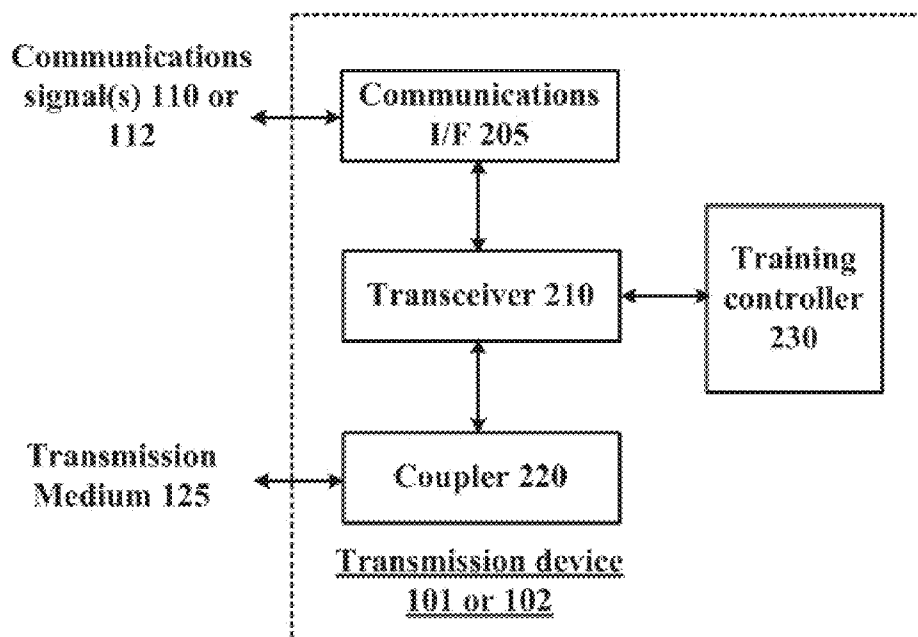 Communications
signal(s) 110 or
112
Communications
I/F 205
Transceiver 210
Training
controller
230
Transmission
Medium 125
Coupler 220
Transmission device
101 or 102